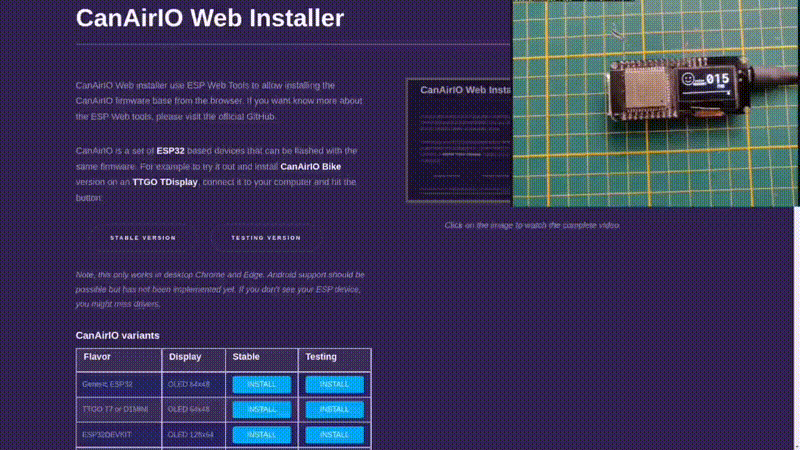 CanAirIO Web Installer
CanAirIO Web installer use ESP Web Tools to allow installing the
CanAirIO firmware base from the browser. If you want know more about
the ESP Web tools, please visit the official GitHub.
CanAirIO is a set of ESP32 based devices that can be flashed with the
same firmware. For example to try it out and install CanAirIO Bike
version on an TTGO TDisplay, connect it to your computer and hit the
button:
STABLE VERSION TESTING VERSION
Note, this only works in desktop Chrome and Edge. Android support should be
possible but has not been implemented yet. If you don't see your ESP device,
you might miss drivers.
CanAirIO variants
Flavor Display Stable Testing
Generic ESP32 OLED 64x48 INSTALL INSTALL
TTGO T7 or D1MINI OLED 64x48 INSTALL INSTALL
ESP32DEVKIT OLED 128x64 INSTALL INSTALL
CanAirIO Web Insta
Click on the image to watch the complete video.
015